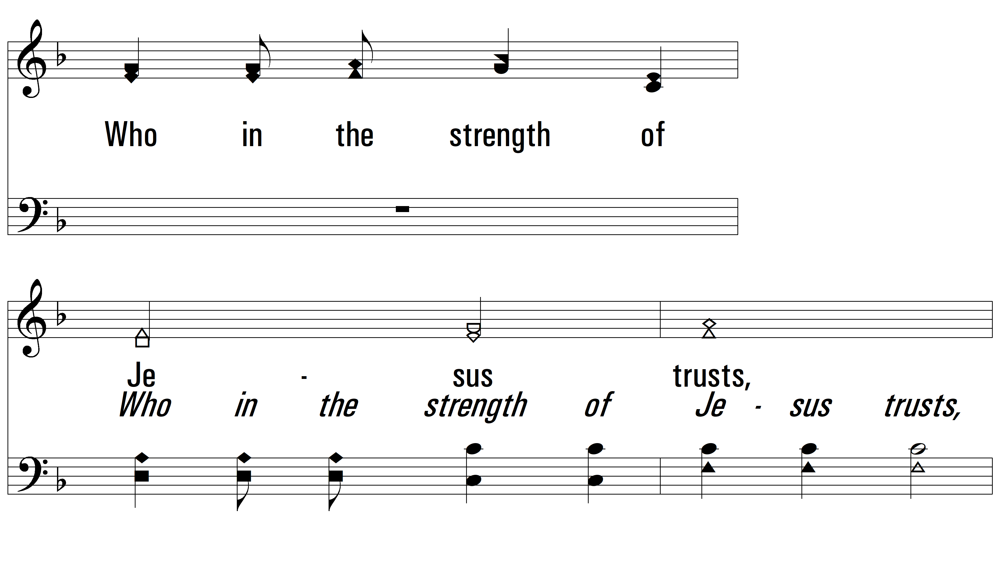 Who in the strength of
Je - sus trusts,
Who in the strength of Je - sus trusts,